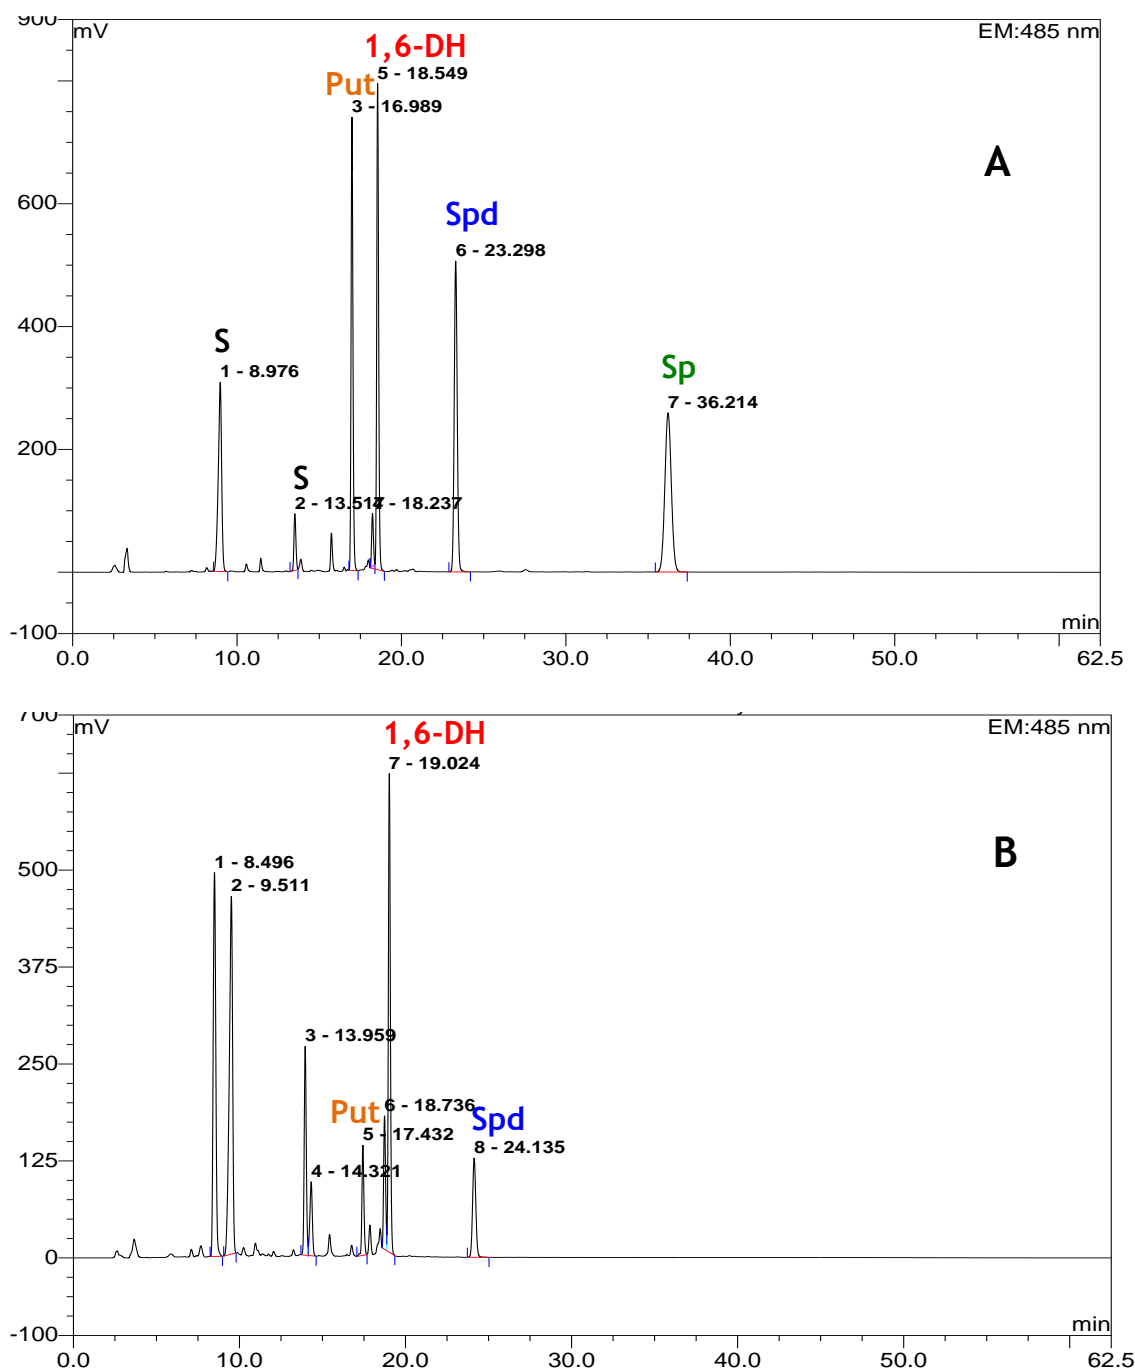 900
mV
EM:485 nm
1,6-DH
5 - 18.549
Put
3 - 16.989
A
600
Spd
6 - 23.298
400
S
1 - 8.976
Sp
7 - 36.214
200
S
2 - 13.517
4 - 18.237
-100
min
0.0 10.0 20.0 30.0 40.0 50.0 62.5
700
mV
EM:485 nm
1,6-DH
7 - 19.024
B
500
1 - 8.496
2 - 9.511
375
3 - 13.959
250
Put
6 - 18.736
Spd
5 - 17.432
8 - 24.135
125
4 - 14.321
0
-100
min
0.0 10.0 20.0 30.0 40.0 50.0 62.5